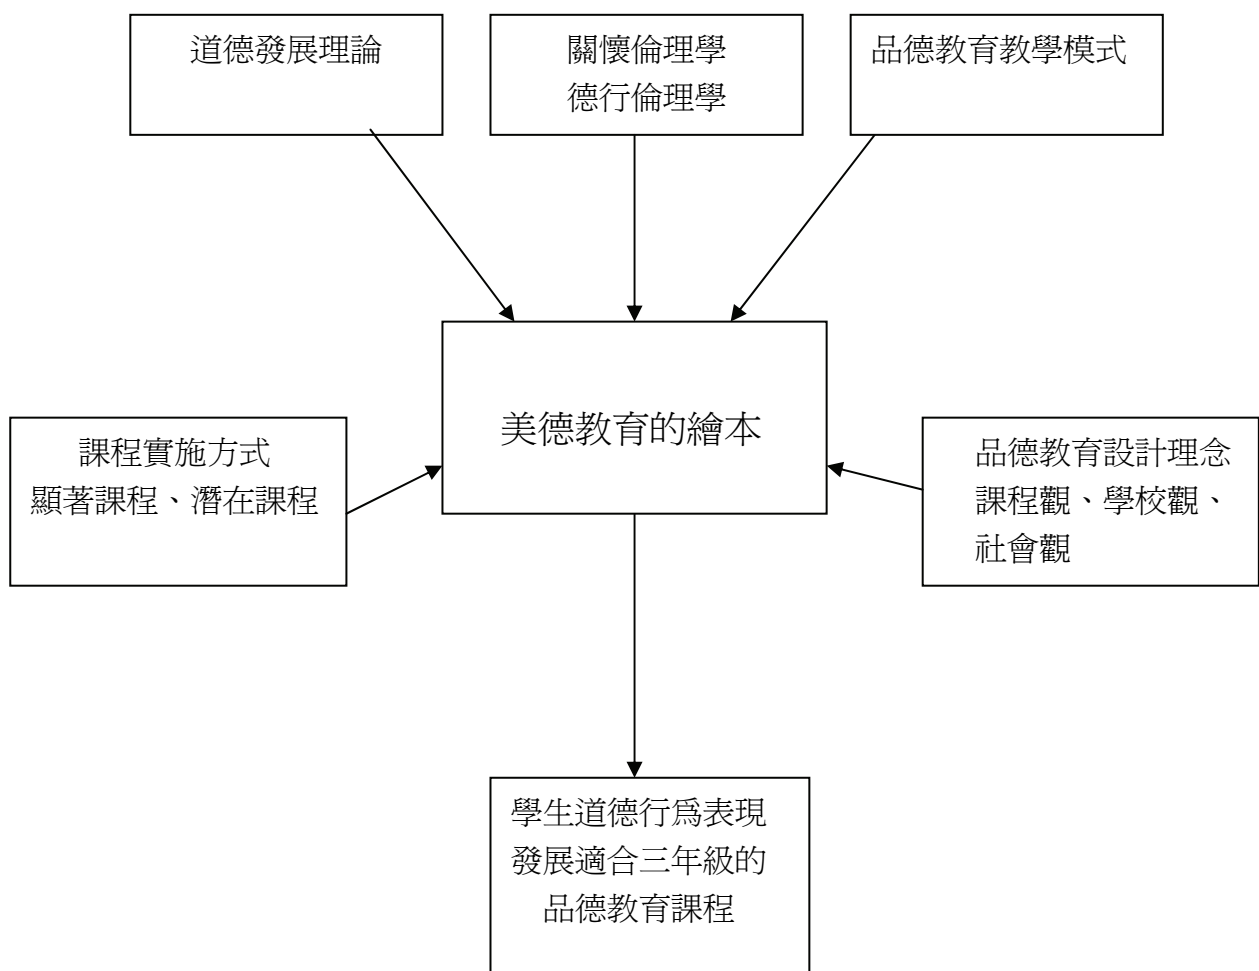 道德發展理論
關懷倫理學
德行倫理學
品德教育教學模式
美德教育的繪本
課程實施方式
顯著課程、潛在課程
品德教育設計理念
課程觀、學校觀、
社會觀
學生道德行爲表現
發展適合三年級的
品德教育課程